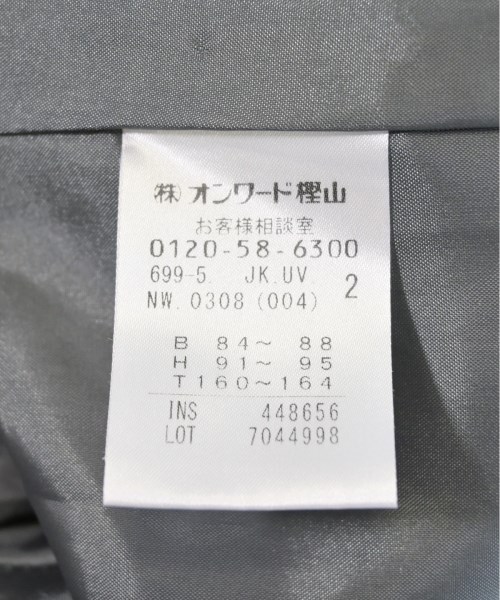 ㈱ オンワード樫山
お客様相談室
0120-58-6300
699-5. JK.UV. 2
NW. 0308 (004)
B 84～ 88
H 91～ 95
T 160～164
INS 448656
LOT 7044998